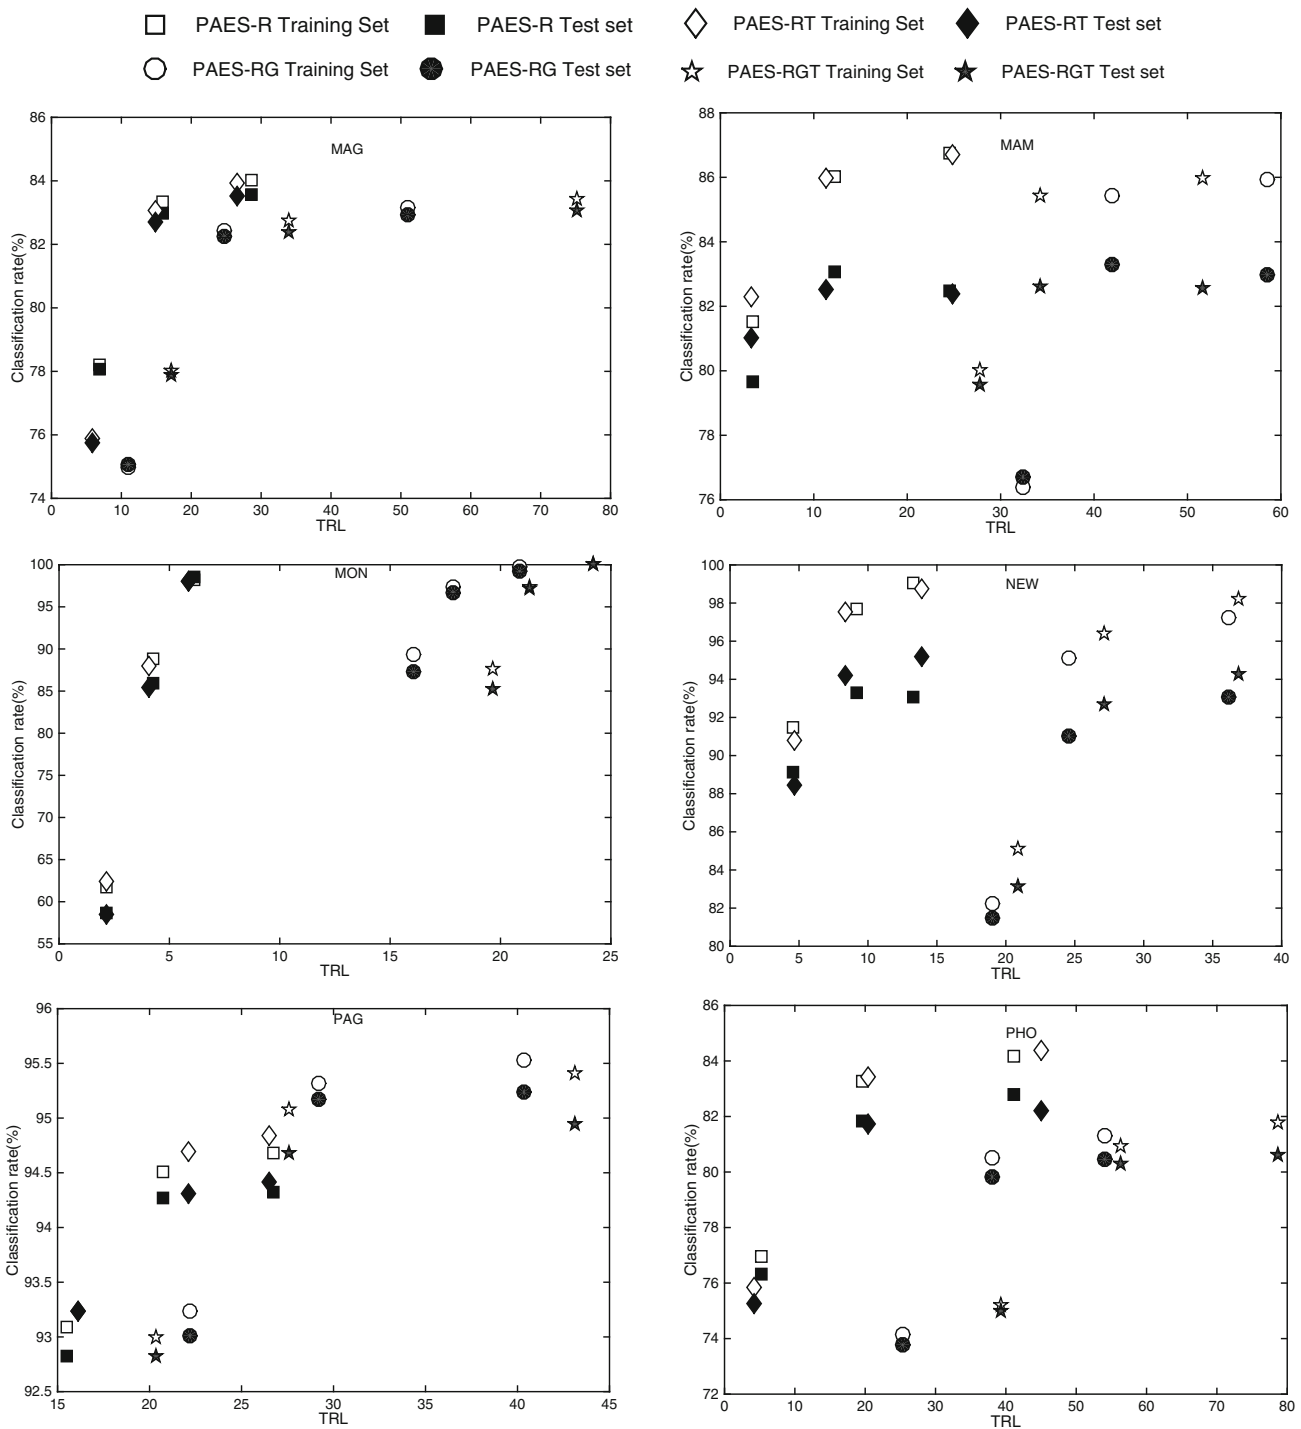 PAES-R Training Set PAES-R Test set PAES-RT Training Set PAES-RT Test set
PAES-RG Training Set PAES-RG Test set PAES-RGT Training Set PAES-RGT Test set
MAG
Classification rate(%)
86
84
82
80
78
76
74
0 10 20 30 40 50 60 70 80
TRL
MAM
Classification rate(%)
88
86
84
82
80
78
76
0 10 20 30 40 50 60
TRL
MON
Classification rate(%)
100
95
90
85
80
75
70
65
60
55
0 5 10 15 20 25
TRL
NEW
Classification rate(%)
100
98
96
94
92
90
88
86
84
82
80
0 5 10 15 20 25 30 35 40
TRL
PAG
Classification rate(%)
96
95.5
95
94.5
94
93.5
93
92.5
15 20 25 30 35 40 45
TRL
PHO
Classification rate(%)
86
84
82
80
78
76
74
72
0 10 20 30 40 50 60 70 80
TRL